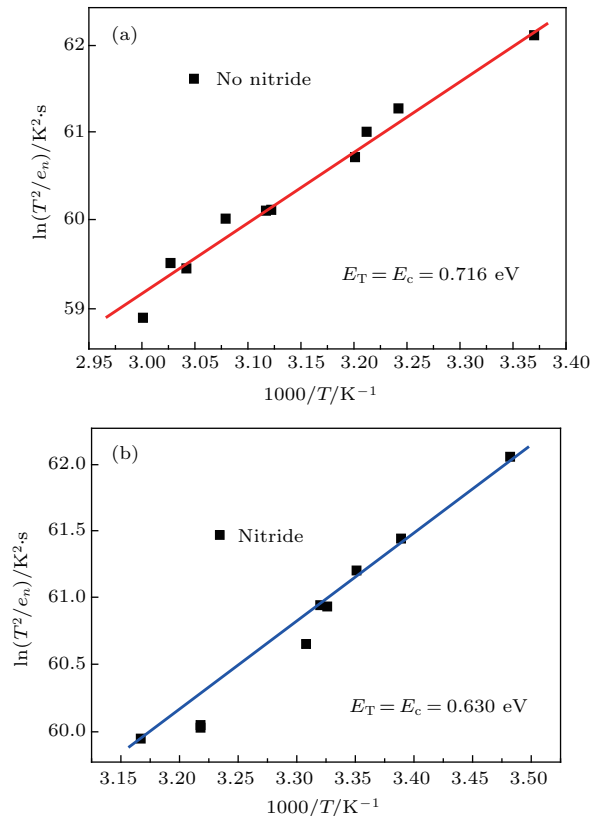 (a)
No nitride
62
61
60
59
ln(T²/eₙ)/K²·s
E_T = E_c = 0.716 eV
2.95 3.00 3.05 3.10 3.15 3.20 3.25 3.30 3.35 3.40
1000/T/K⁻¹
(b)
Nitride
62.0
61.5
61.0
60.5
60.0
ln(T²/eₙ)/K²·s
E_T = E_c = 0.630 eV
3.15 3.20 3.25 3.30 3.35 3.40 3.45 3.50
1000/T/K⁻¹